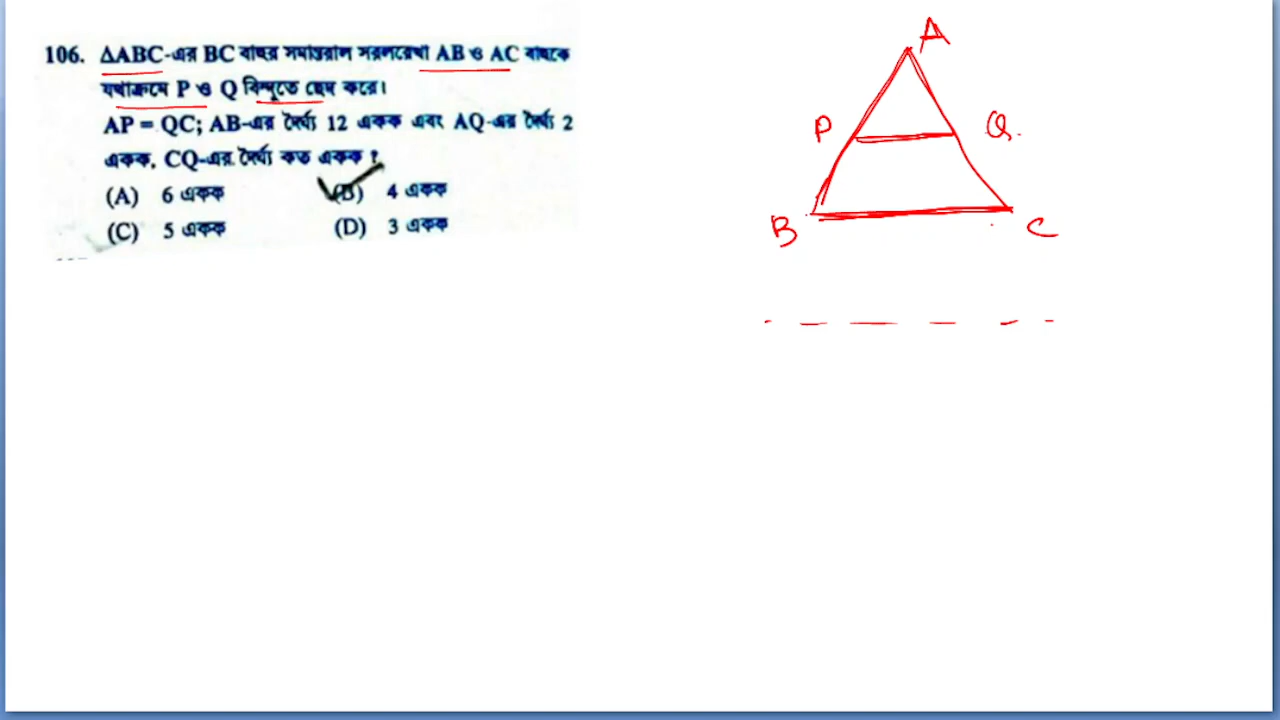 106. ΔABC-এর BC বাহুর সমান্তরাল সরলরেখা AB ও AC বাহুকে
যথাক্রমে P ও Q বিন্দুতে ছেদ করে।
AP = QC; AB-এর দৈর্ঘ্য 12 একক এবং AQ-এর দৈর্ঘ্য 2
একক, CQ-এর দৈর্ঘ্য কত একক ?
(A) 6 একক (B) 4 একক
(C) 5 একক (D) 3 একক
A
P Q.
B C